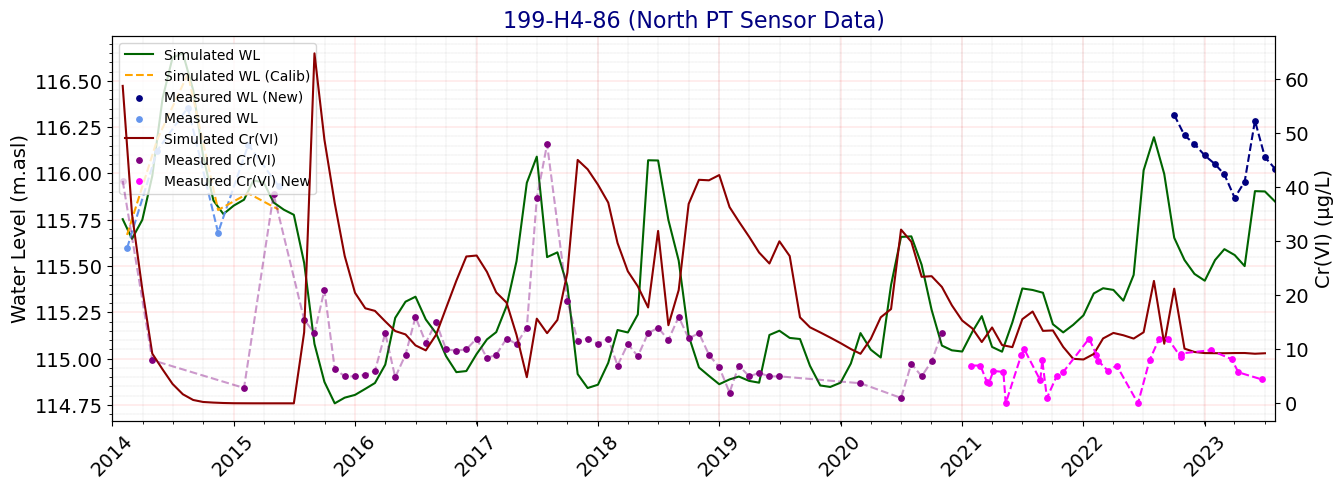 199-H4-86 (North PT Sensor Data)
Simulated WL
Simulated WL (Calib)
Measured WL (New)
Measured WL
Simulated Cr(VI)
Measured Cr(VI)
Measured Cr(VI) New
Water Level (m.asl)
116.50
116.25
116.00
115.75
115.50
115.25
115.00
114.75
60
50
40
30
20
10
0
Cr(VI) (μg/L)
2014
2015
2016
2017
2018
2019
2020
2021
2022
2023